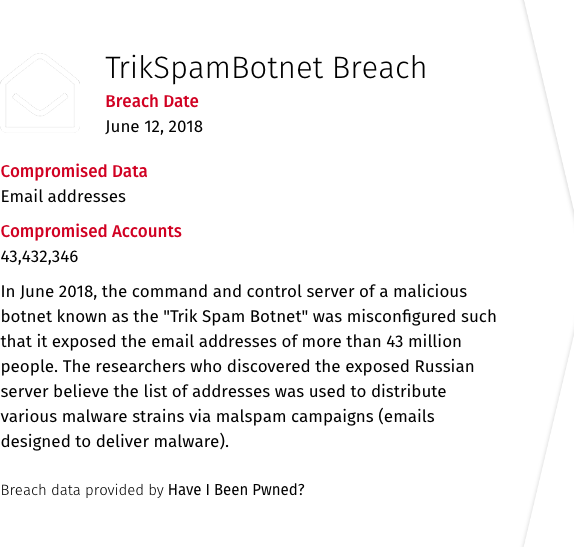 TrikSpamBotnet Breach
Breach Date
June 12, 2018
Compromised Data
Email addresses
Compromised Accounts
43,432,346
In June 2018, the command and control server of a malicious
botnet known as the "Trik Spam Botnet" was misconfigured such
that it exposed the email addresses of more than 43 million
people. The researchers who discovered the exposed Russian
server believe the list of addresses was used to distribute
various malware strains via malspam campaigns (emails
designed to deliver malware).
Breach data provided by Have I Been Pwned?